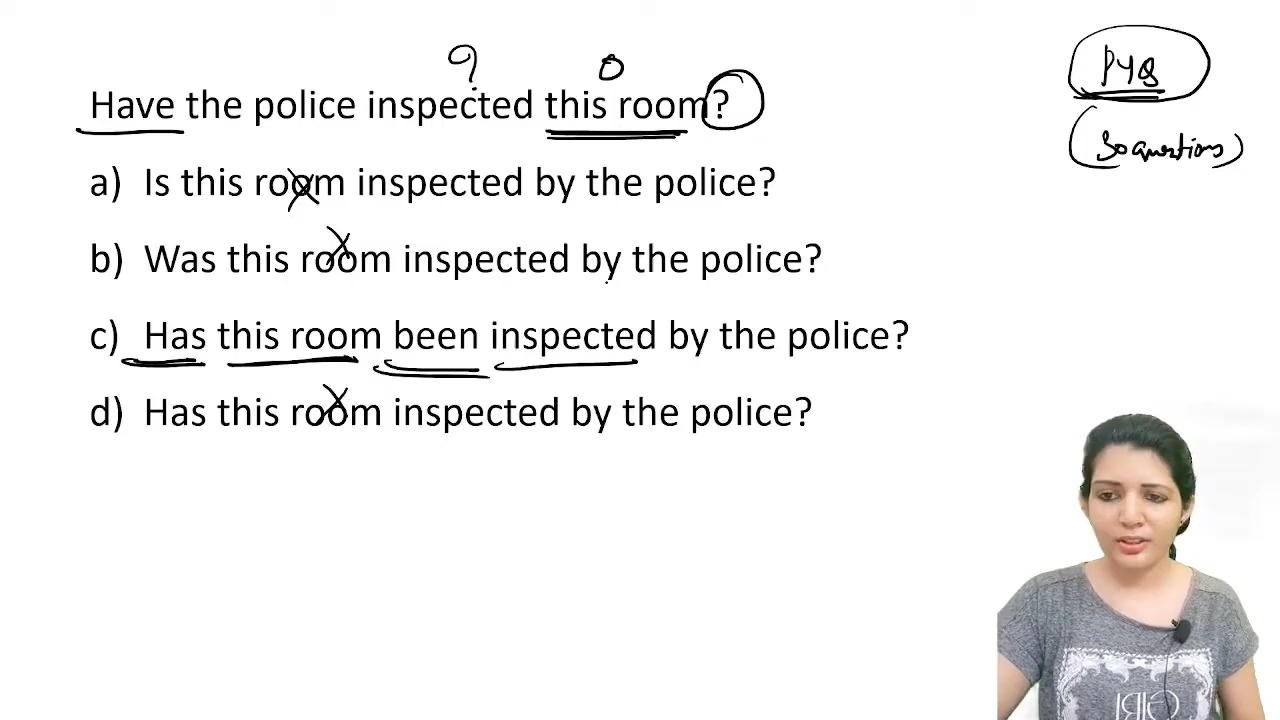 PYQ
(30 questions)
? O
Have the police inspected this room?
a) Is this room inspected by the police?
b) Was this room inspected by the police?
c) Has this room been inspected by the police?
d) Has this room inspected by the police?